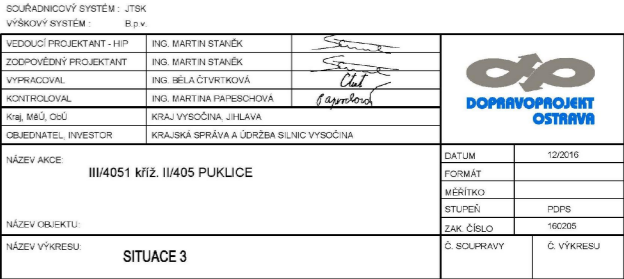 SOUŘADNICOVÝ SYSTÉM : JTSK
VÝŠKOVÝ SYSTÉM : B.p.v.
VEDOUCÍ PROJEKTANT - HIP ING. MARTIN STANĚK
ZODPOVĚDNÝ PROJEKTANT ING. MARTIN STANĚK
VYPRACOVAL ING. BĚLA ČTVRTKOVÁ
KONTROLOVAL ING. MARTINA PAPESCHOVÁ
Kraj, MěÚ, ObÚ KRAJ VYSOČINA, JIHLAVA
OBJEDNATEL, INVESTOR KRAJSKÁ SPRÁVA A ÚDRŽBA SILNIC VYSOČINA
DOPRAVOPROJEKT
OSTRAVA
NÁZEV AKCE:
III/4051 kříž. II/405 PUKLICE
NÁZEV OBJEKTU:
DATUM 12/2016
FORMÁT
MĚŘÍTKO
STUPEŇ PDPS
ZAK. ČÍSLO 160205
NÁZEV VÝKRESU:
SITUACE 3
Č. SOUPRAVY Č. VÝKRESU